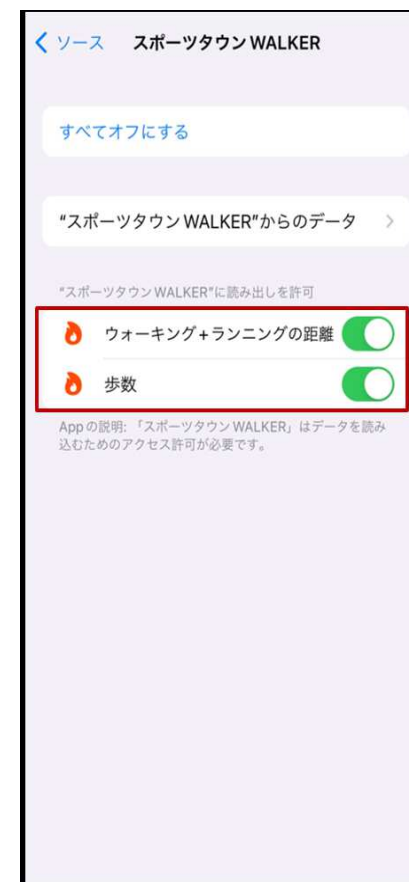 ソース スポーツタウン WALKER
すべてオフにする
“スポーツタウン WALKER”からのデータ
“スポーツタウン WALKER”に読み出しを許可
ウォーキング+ランニングの距離
歩数
Appの説明: 「スポーツタウン WALKER」はデータを読み
込むためのアクセス許可が必要です。